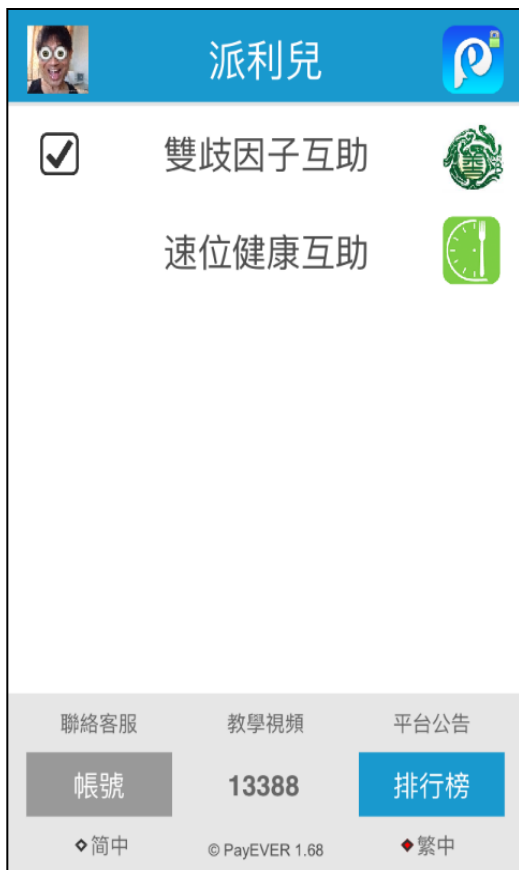 派利兒
雙歧因子互助
速位健康互助
聯絡客服 教學視頻 平台公告
帳號 13388 排行榜
简中 © PayEVER 1.68 繁中